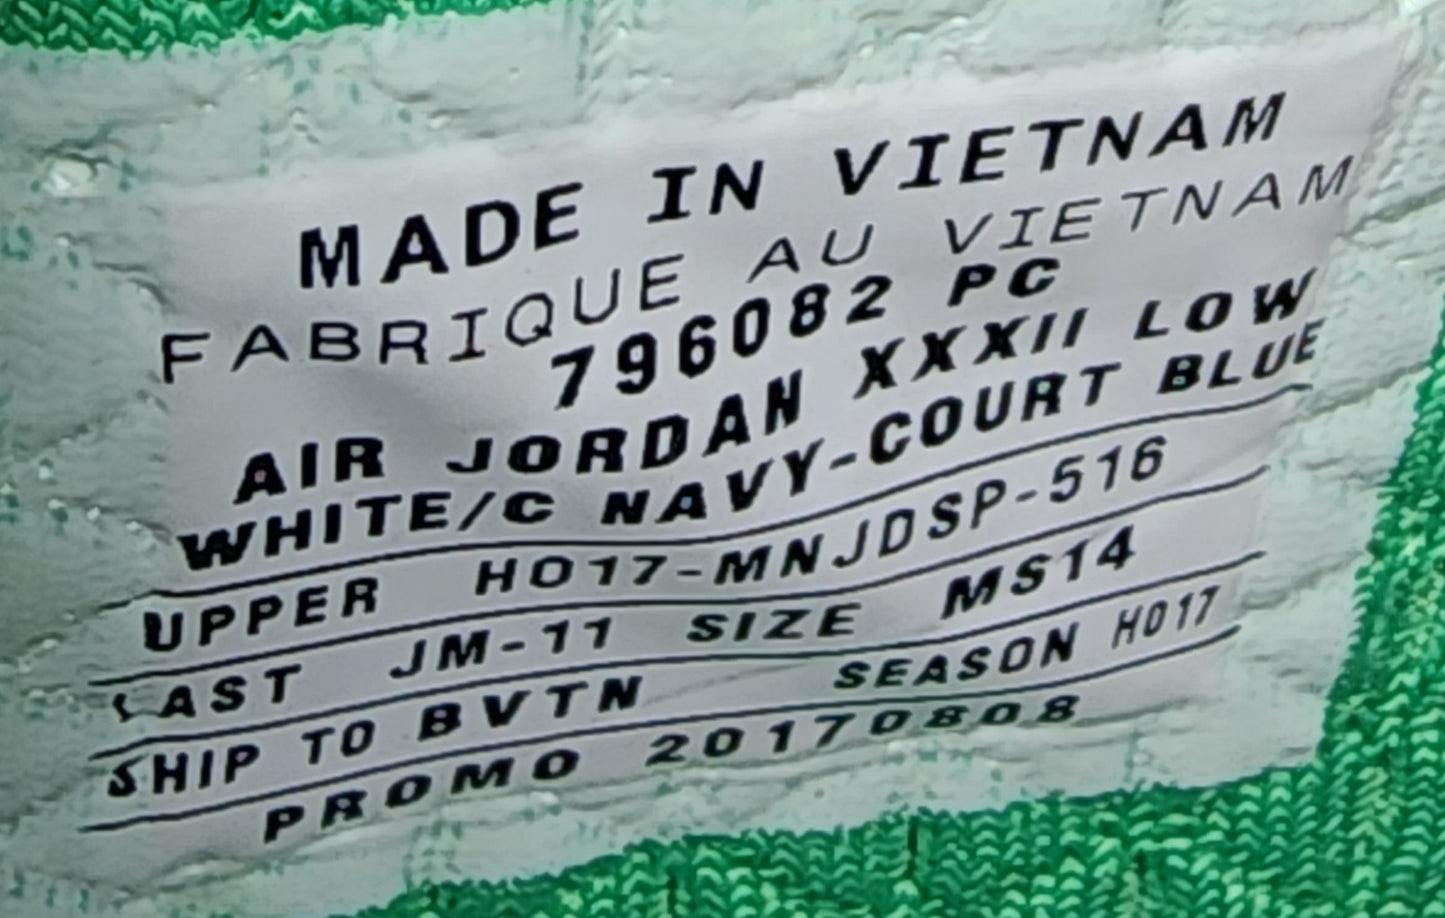 MADE IN VIETNAM
FABRIQUE AU VIETNAM
796082 PC
AIR JORDAN XXXII LOW
WHITE/C NAVY-COURT BLUE
UPPER HO17-MNJDSP-516
LAST JM-11 SIZE MS14
SHIP TO BVTN SEASON HO17
PROMO 20170808